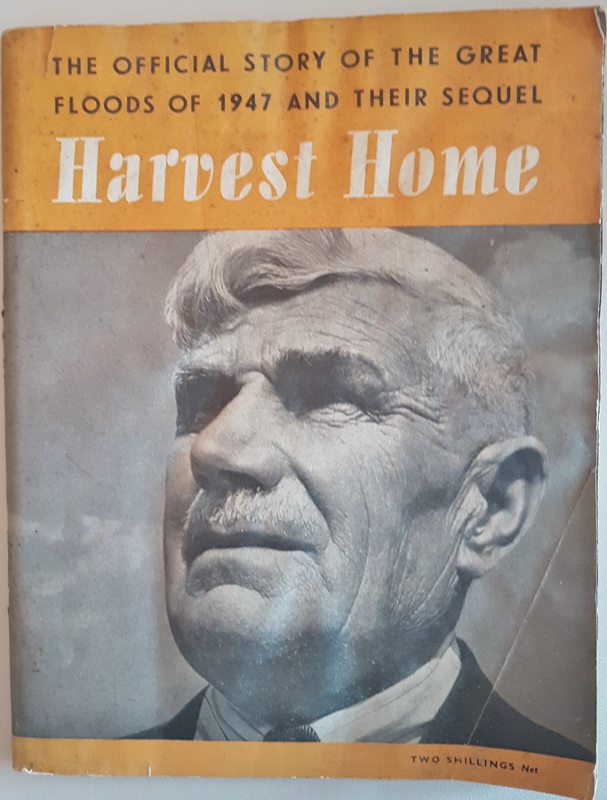 THE OFFICIAL STORY OF THE GREAT
FLOODS OF 1947 AND THEIR SEQUEL
Harvest Home
TWO SHILLINGS Net